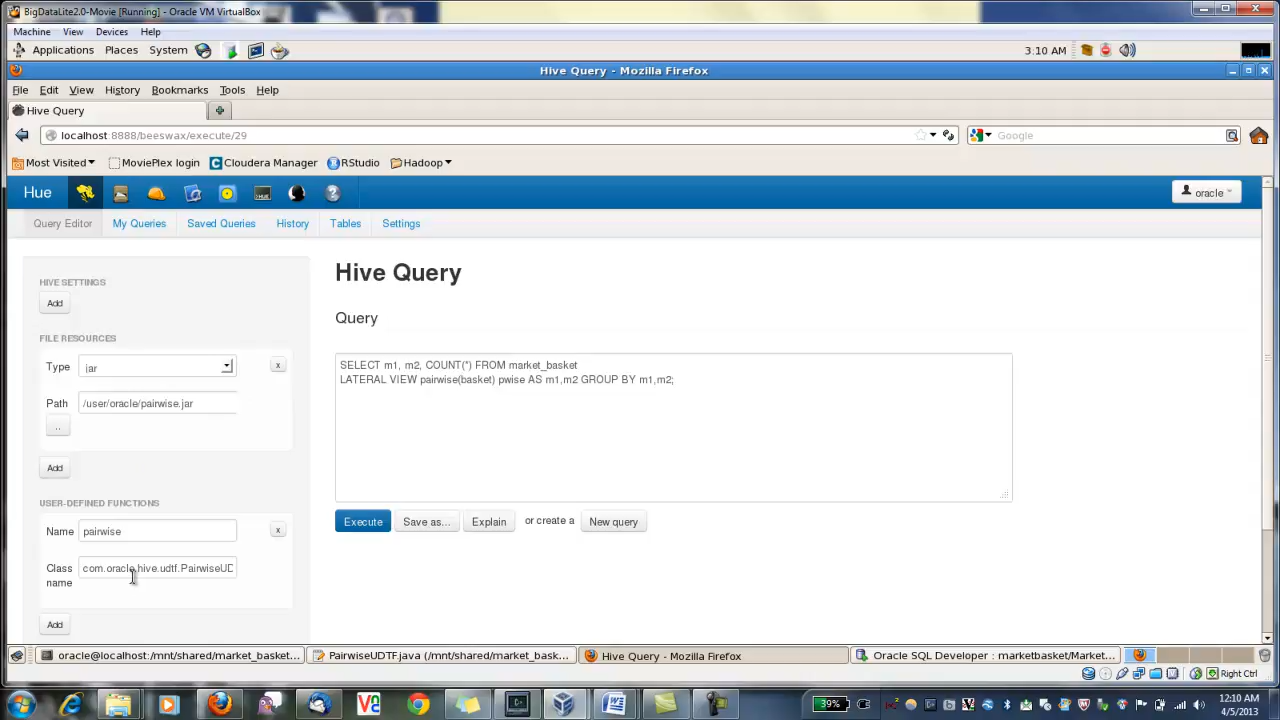 BigDataLite2.0-Movie [Running] - Oracle VM VirtualBox
Machine View Devices Help
Applications Places System
3:10 AM
Hive Query - Mozilla Firefox
File Edit View History Bookmarks Tools Help
Hive Query
localhost:8888/beeswax/execute/29
Google
Most Visited MoviePlex login Cloudera Manager RStudio Hadoop
Hue
oracle
Query Editor My Queries Saved Queries History Tables Settings
HIVE SETTINGS
Add
FILE RESOURCES
Type jar x
Path /user/oracle/pairwise.jar
..
Add
USER-DEFINED FUNCTIONS
Name pairwise x
Class name com.oracle.hive.udtf.PairwiseUD
Add
Hive Query
Query
SELECT m1, m2, COUNT(*) FROM market_basket
LATERAL VIEW pairwise(basket) pwise AS m1,m2 GROUP BY m1,m2;
Execute Save as... Explain or create a New query
oracle@localhost:/mnt/shared/market_basket... PairwiseUDTF.java (/mnt/shared/market_bask... Hive Query - Mozilla Firefox Oracle SQL Developer : marketbasket/Market...
Right Ctrl
39%
12:10 AM
4/5/2013